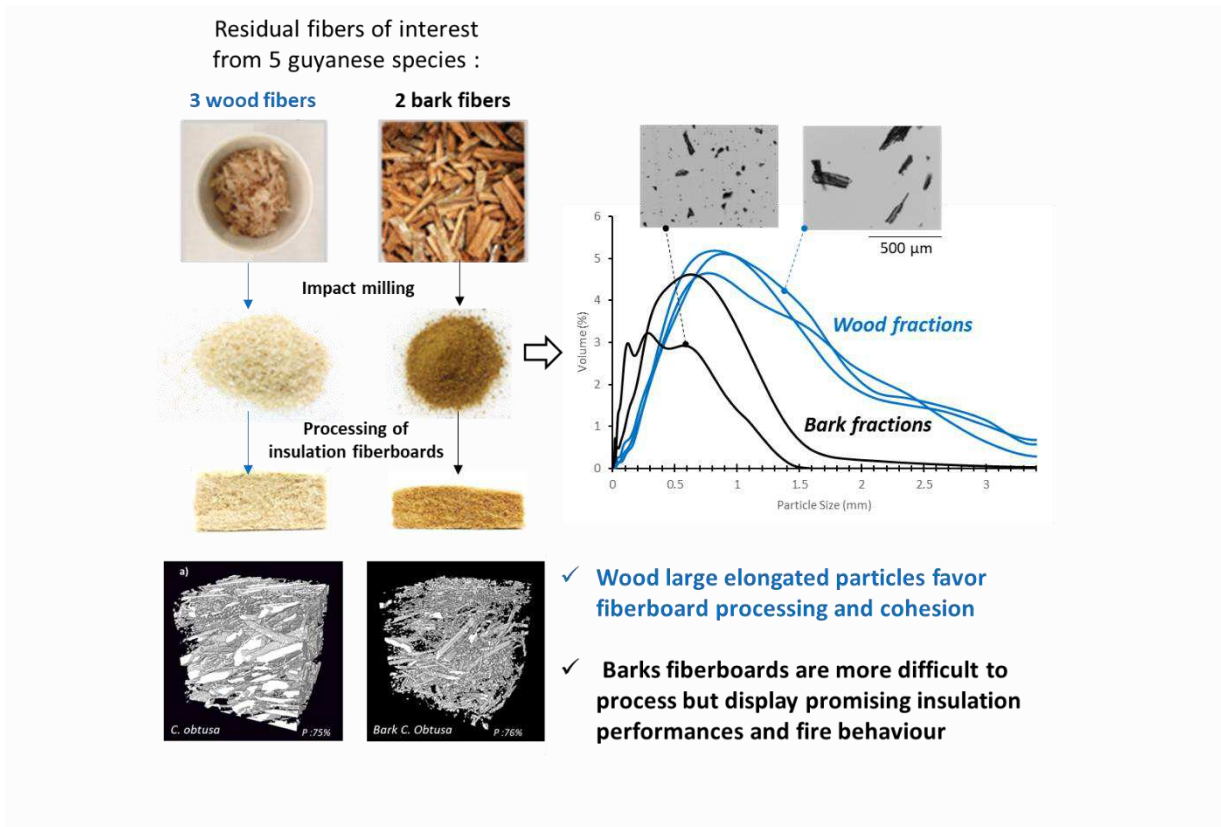 Residual fibers of interest
from 5 guyanese species :
3 wood fibers
2 bark fibers
Impact milling
Processing of
insulation fiberboards
a)
C. obtusa
P :75%
Bark C. Obtusa
P :76%
500 µm
6
5
4
3
2
1
0
Volume (%)
Wood fractions
Bark fractions
0
0.5
1
1.5
2
2.5
3
Particle Size (mm)
✓ Wood large elongated particles favor
fiberboard processing and cohesion
✓ Barks fiberboards are more difficult to
process but display promising insulation
performances and fire behaviour